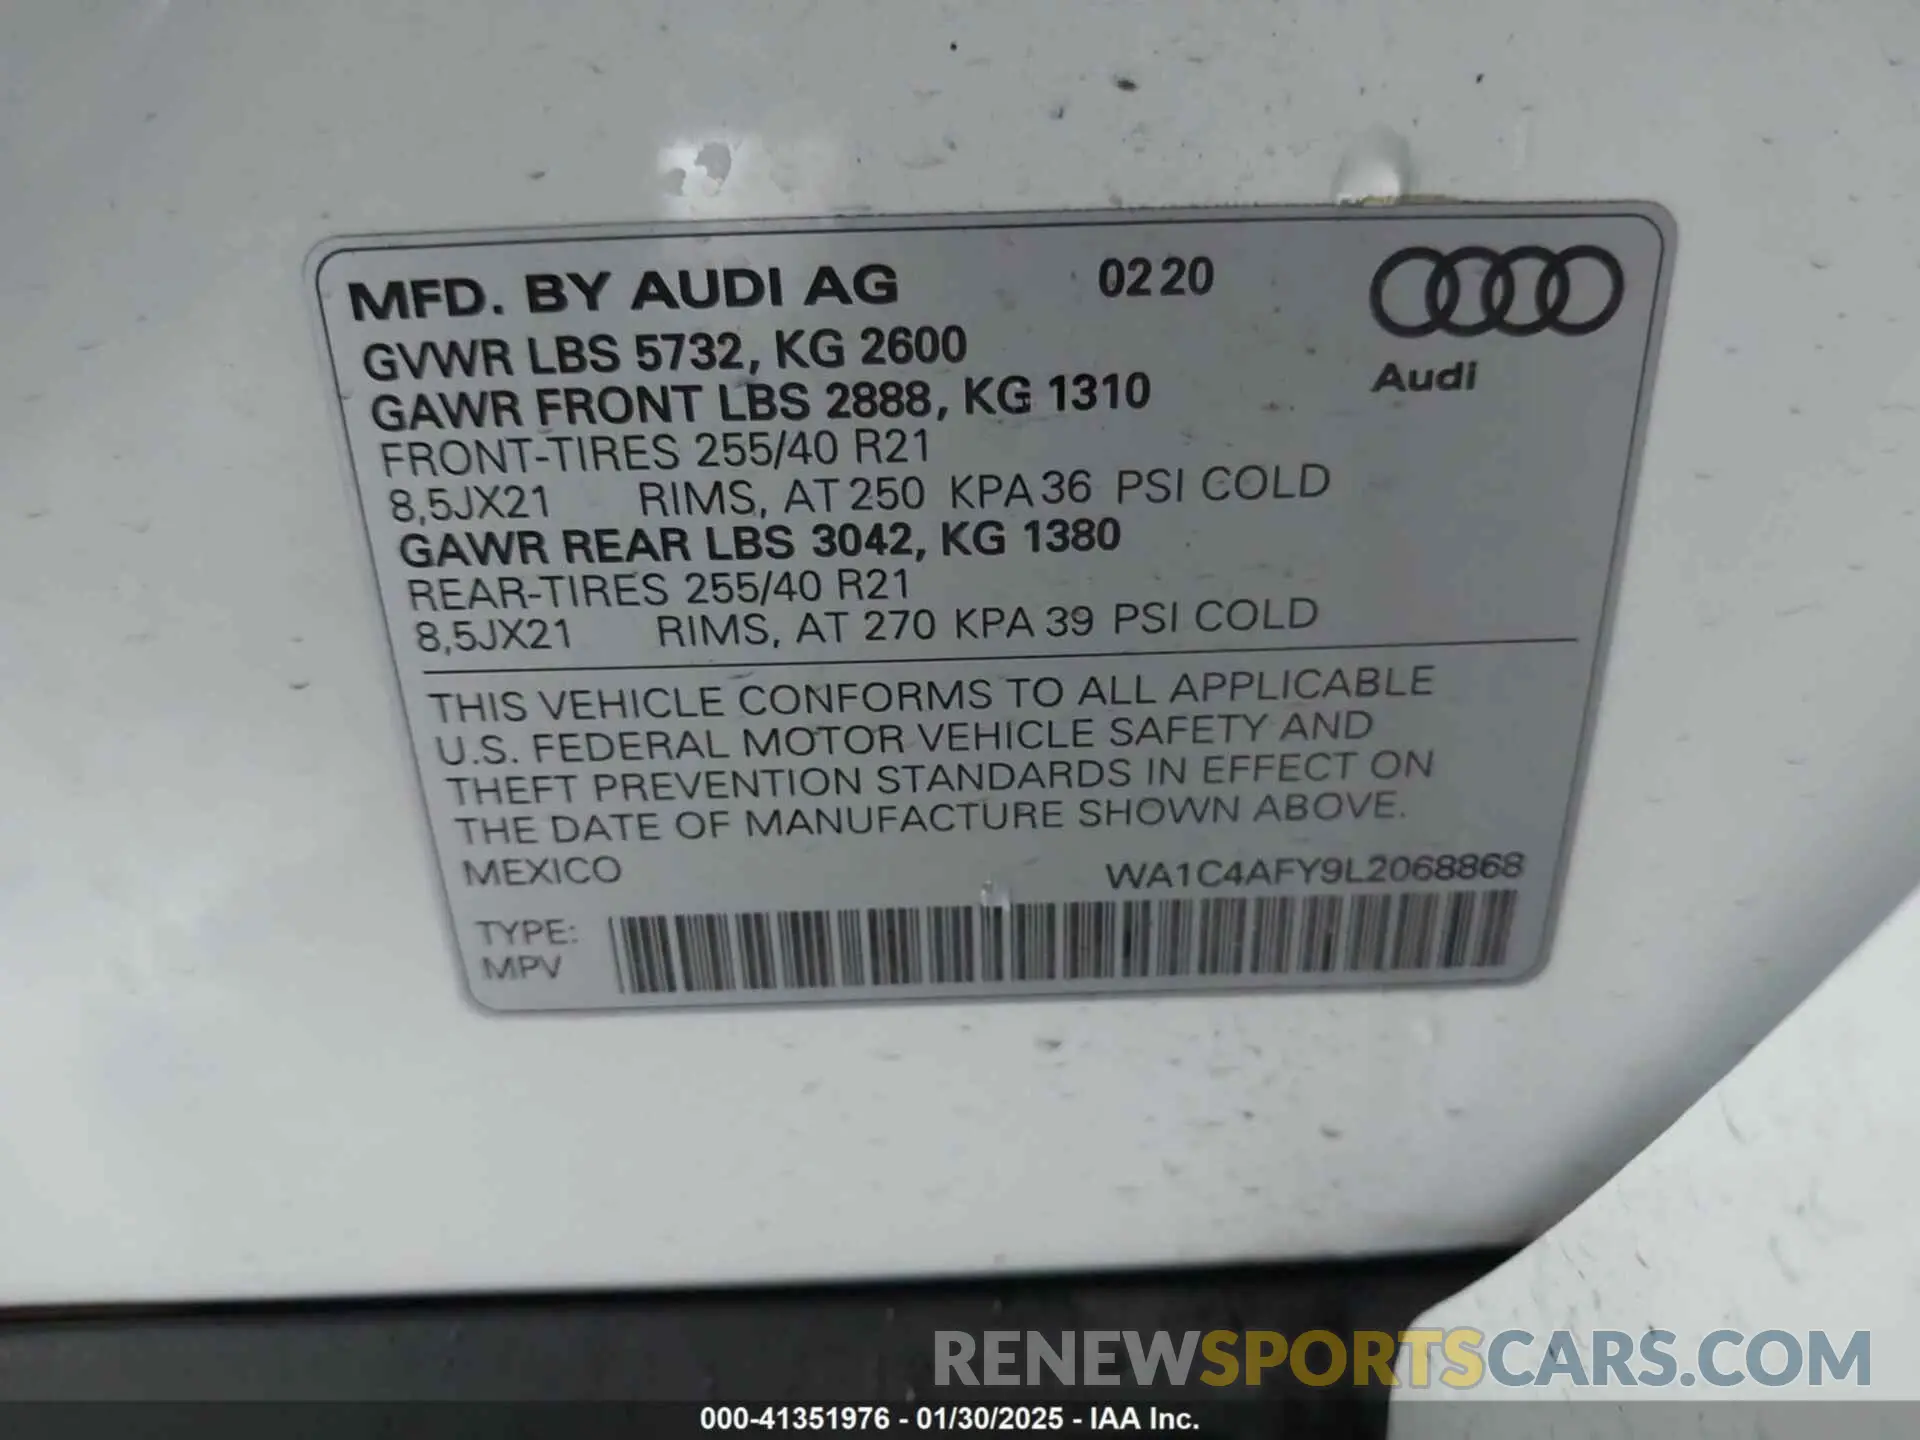 MFD. BY AUDI AG 0220
GVWR LBS 5732, KG 2600
GAWR FRONT LBS 2888, KG 1310
Audi
FRONT-TIRES 255/40 R21
8,5JX21 RIMS, AT 250 KPA 36 PSI COLD
GAWR REAR LBS 3042, KG 1380
REAR-TIRES 255/40 R21
8,5JX21 RIMS, AT 270 KPA 39 PSI COLD
THIS VEHICLE CONFORMS TO ALL APPLICABLE
U.S. FEDERAL MOTOR VEHICLE SAFETY AND
THEFT PREVENTION STANDARDS IN EFFECT ON
THE DATE OF MANUFACTURE SHOWN ABOVE.
MEXICO WA1C4AFY9L2068868
TYPE:
MPV
RENEWSPORTSCARS.COM
000-41351976 - 01/30/2025 - IAA Inc.